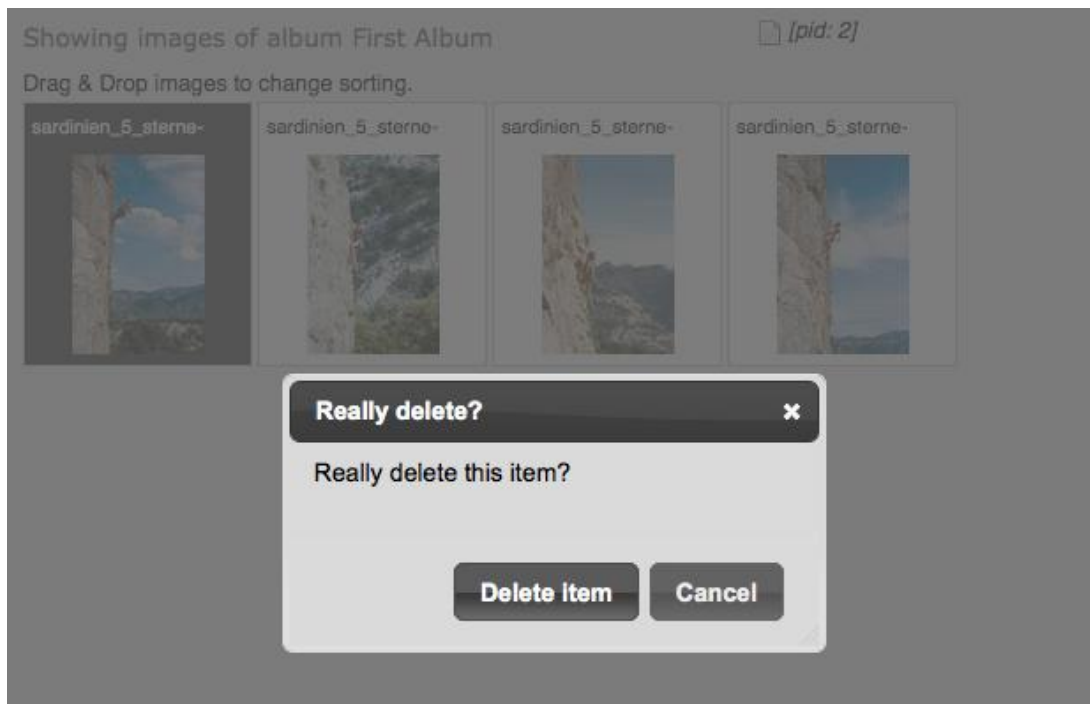 Showing images of album First Album
[pid: 2]
Drag & Drop images to change sorting.
sardinien_5_sterne-
sardinien_5_sterne-
sardinien_5_sterne-
sardinien_5_sterne-
Really delete?
Really delete this item?
Delete item
Cancel